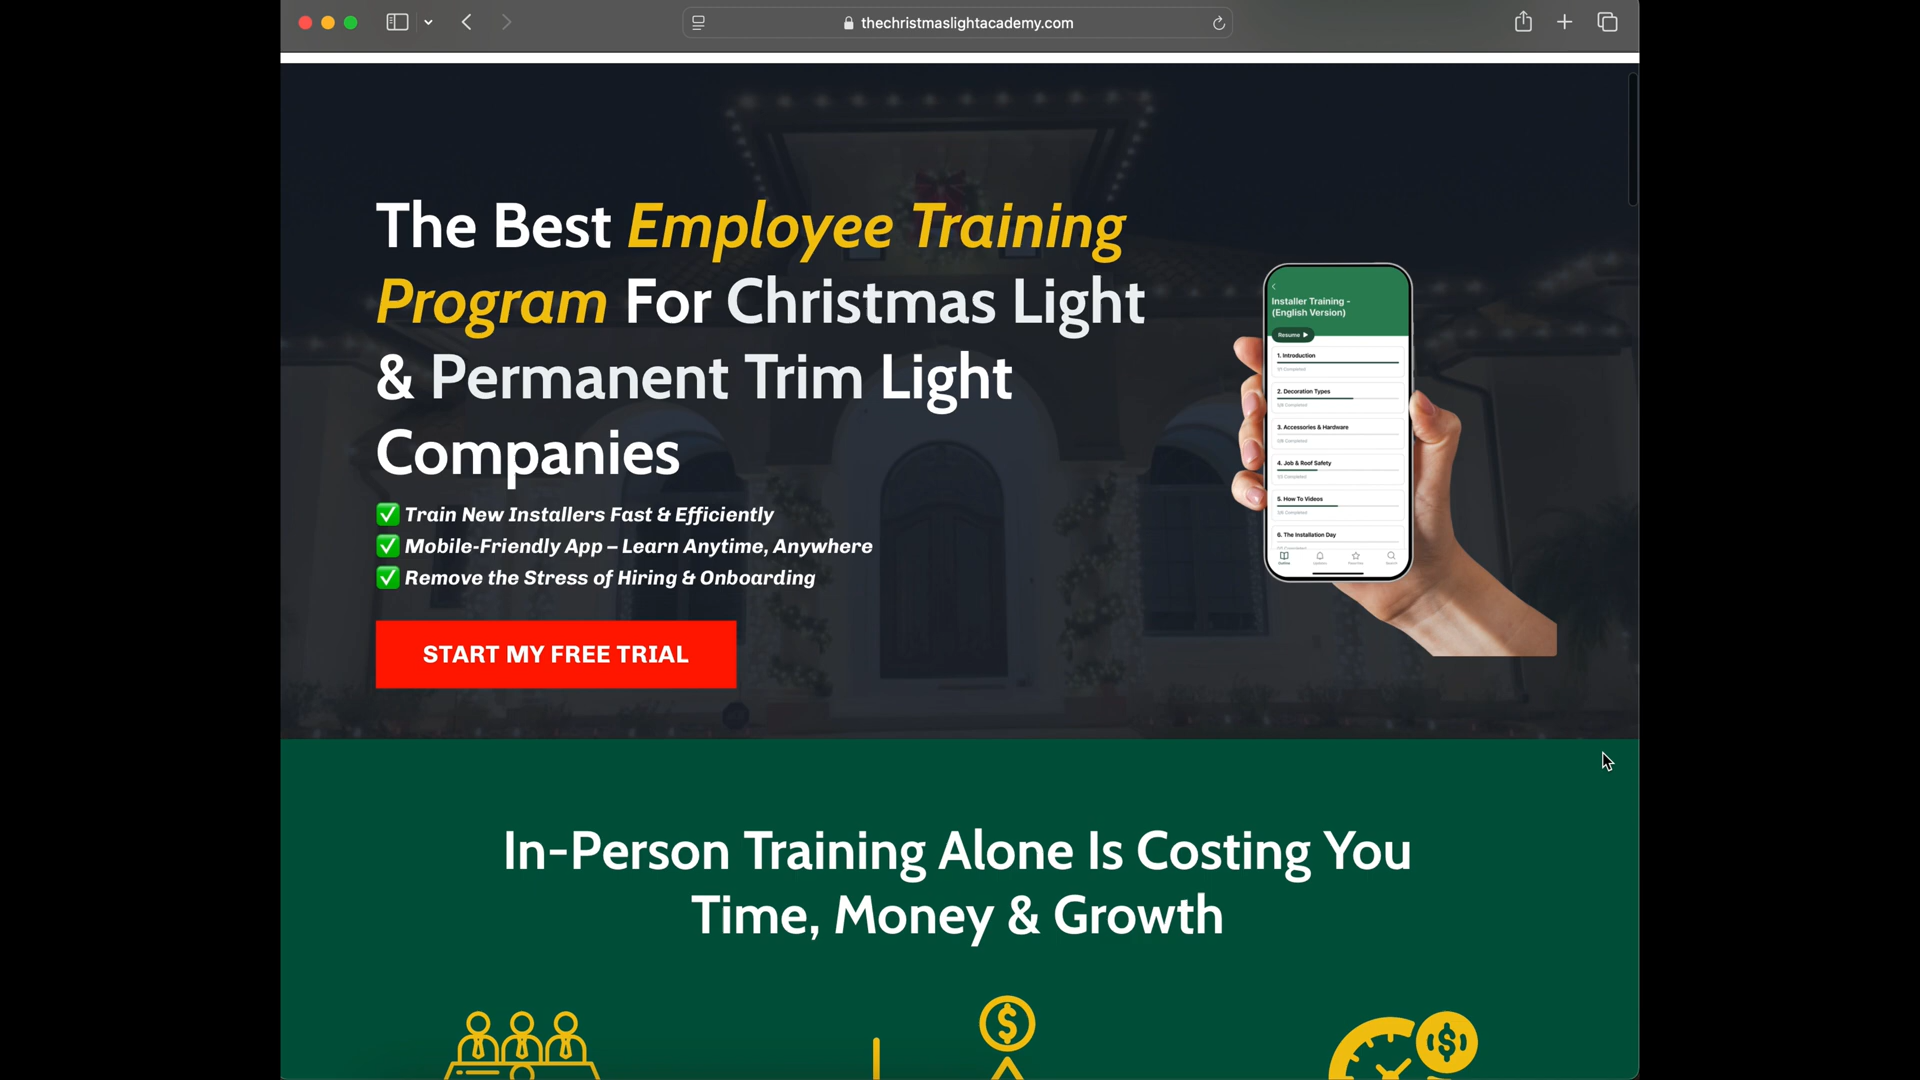 thechristmaslightacademy.com
The Best Employee Training
Program For Christmas Light
& Permanent Trim Light
Companies
✅ Train New Installers Fast & Efficiently
✅ Mobile-Friendly App – Learn Anytime, Anywhere
✅ Remove the Stress of Hiring & Onboarding
START MY FREE TRIAL
Installer Training -
(English Version)
Resume
1. Introduction
2. Decoration Types
3. Accessories & Hardware
4. Job & Roof Safety
5. How To Videos
6. The Installation Day
In-Person Training Alone Is Costing You
Time, Money & Growth